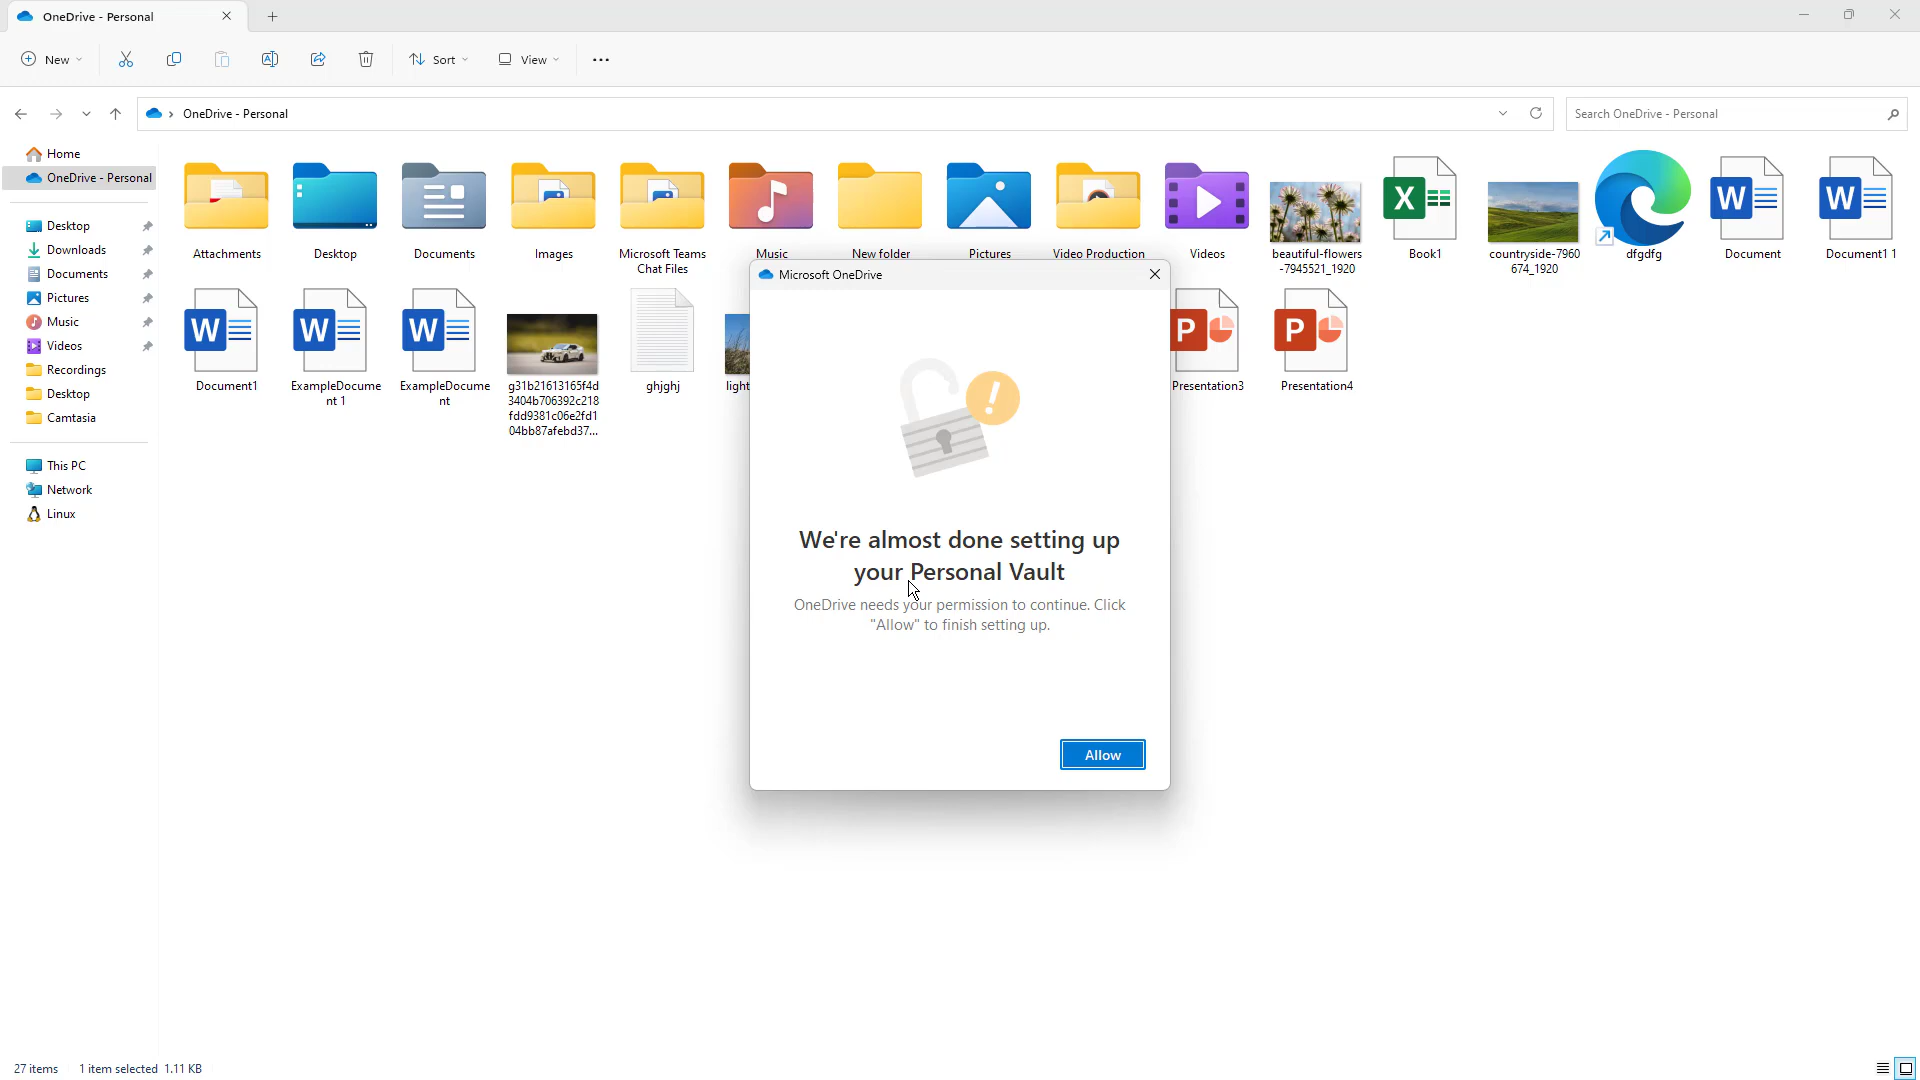 OneDrive - Personal
New
Sort
View
OneDrive - Personal
Search OneDrive - Personal
Home
OneDrive - Personal
Desktop
Downloads
Documents
Pictures
Music
Videos
Recordings
Desktop
Camtasia
This PC
Network
Linux
Attachments
Desktop
Documents
Images
Microsoft Teams
Chat Files
Music
New folder
Pictures
Video Production
Videos
beautiful-flowers
-7945521_1920
Book1
countryside-7960
674_1920
dfgdfg
Document
Document1 1
Document1
ExampleDocume
nt 1
ExampleDocume
nt
g31b21613165f4d
3404b706392c218
fdd9381c06e2fd1
04bb87afebd37...
ghjghj
light
Presentation3
Presentation4
Microsoft OneDrive
We're almost done setting up
your Personal Vault
OneDrive needs your permission to continue. Click
"Allow" to finish setting up.
Allow
27 items
1 item selected 1.11 KB